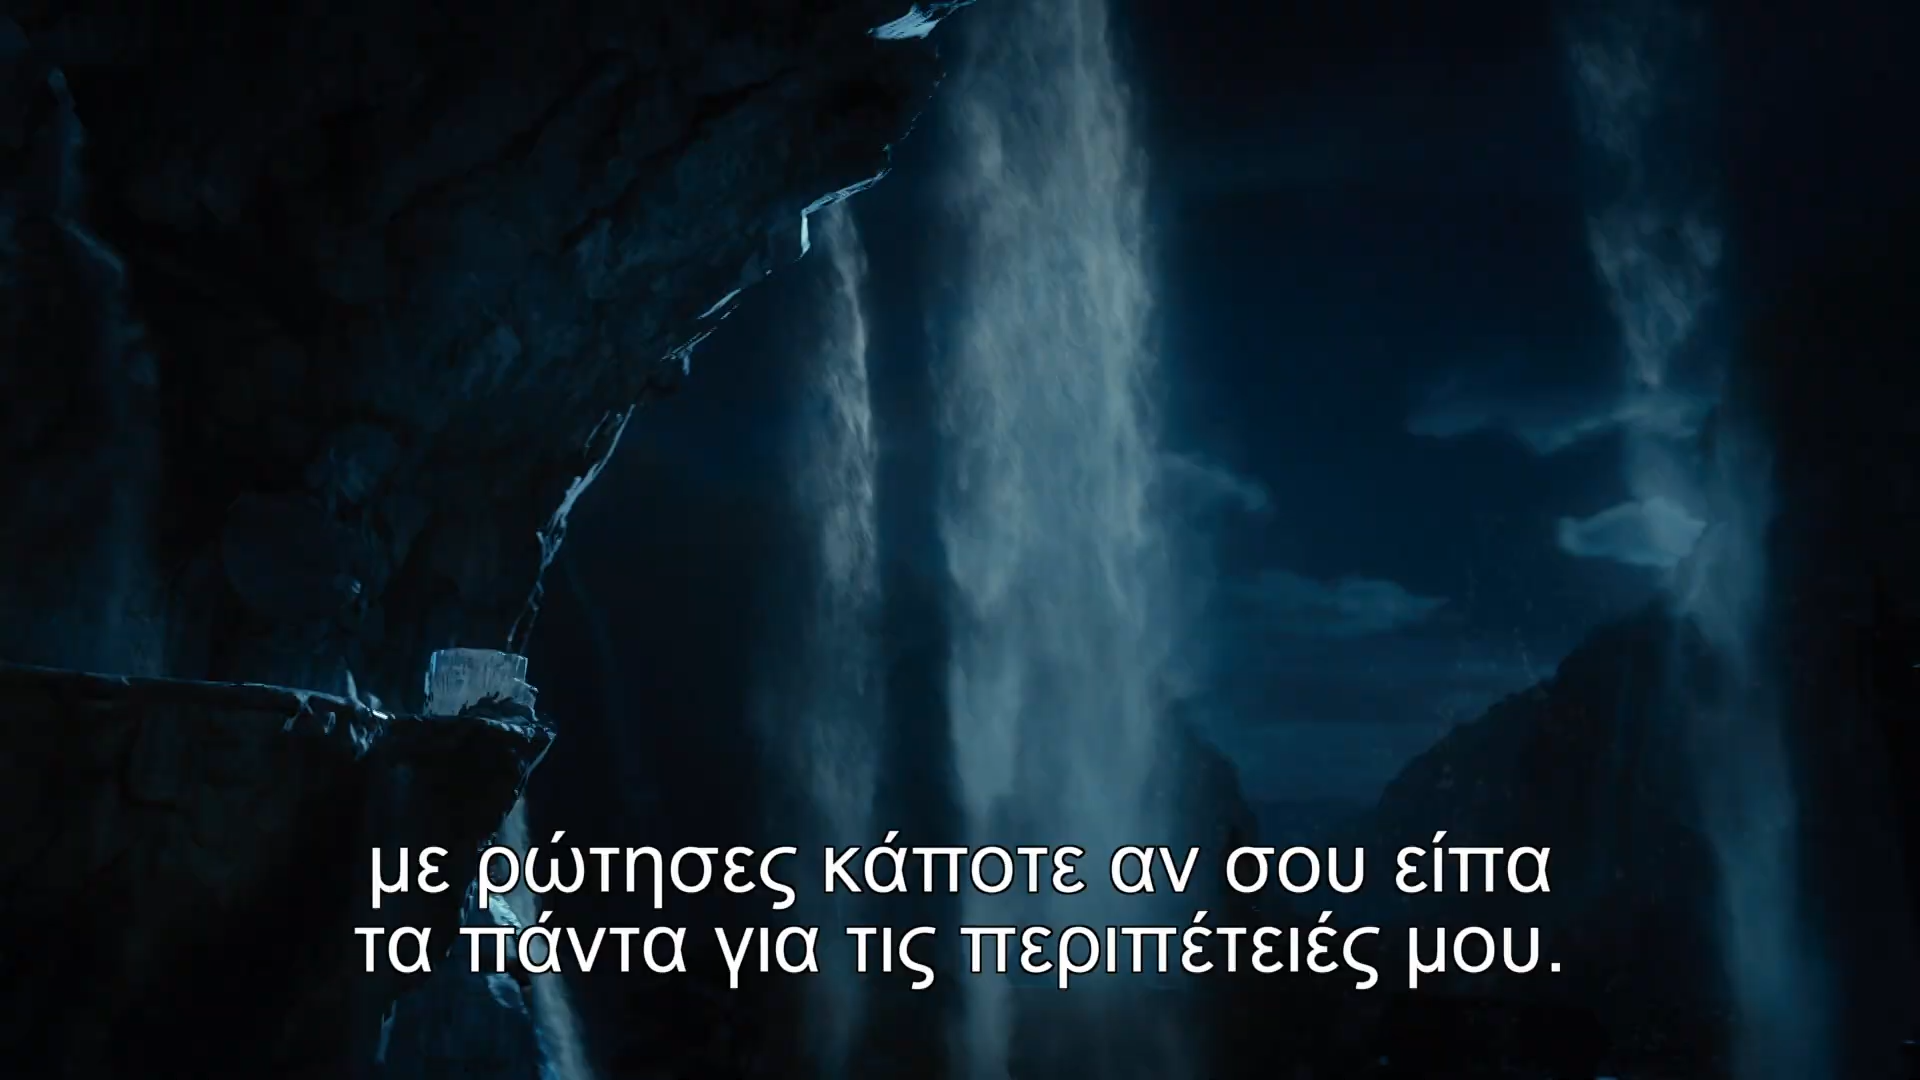 με ρώτησες κάποτε αν σου είπα
τα πάντα για τις περιπέτειές μου.